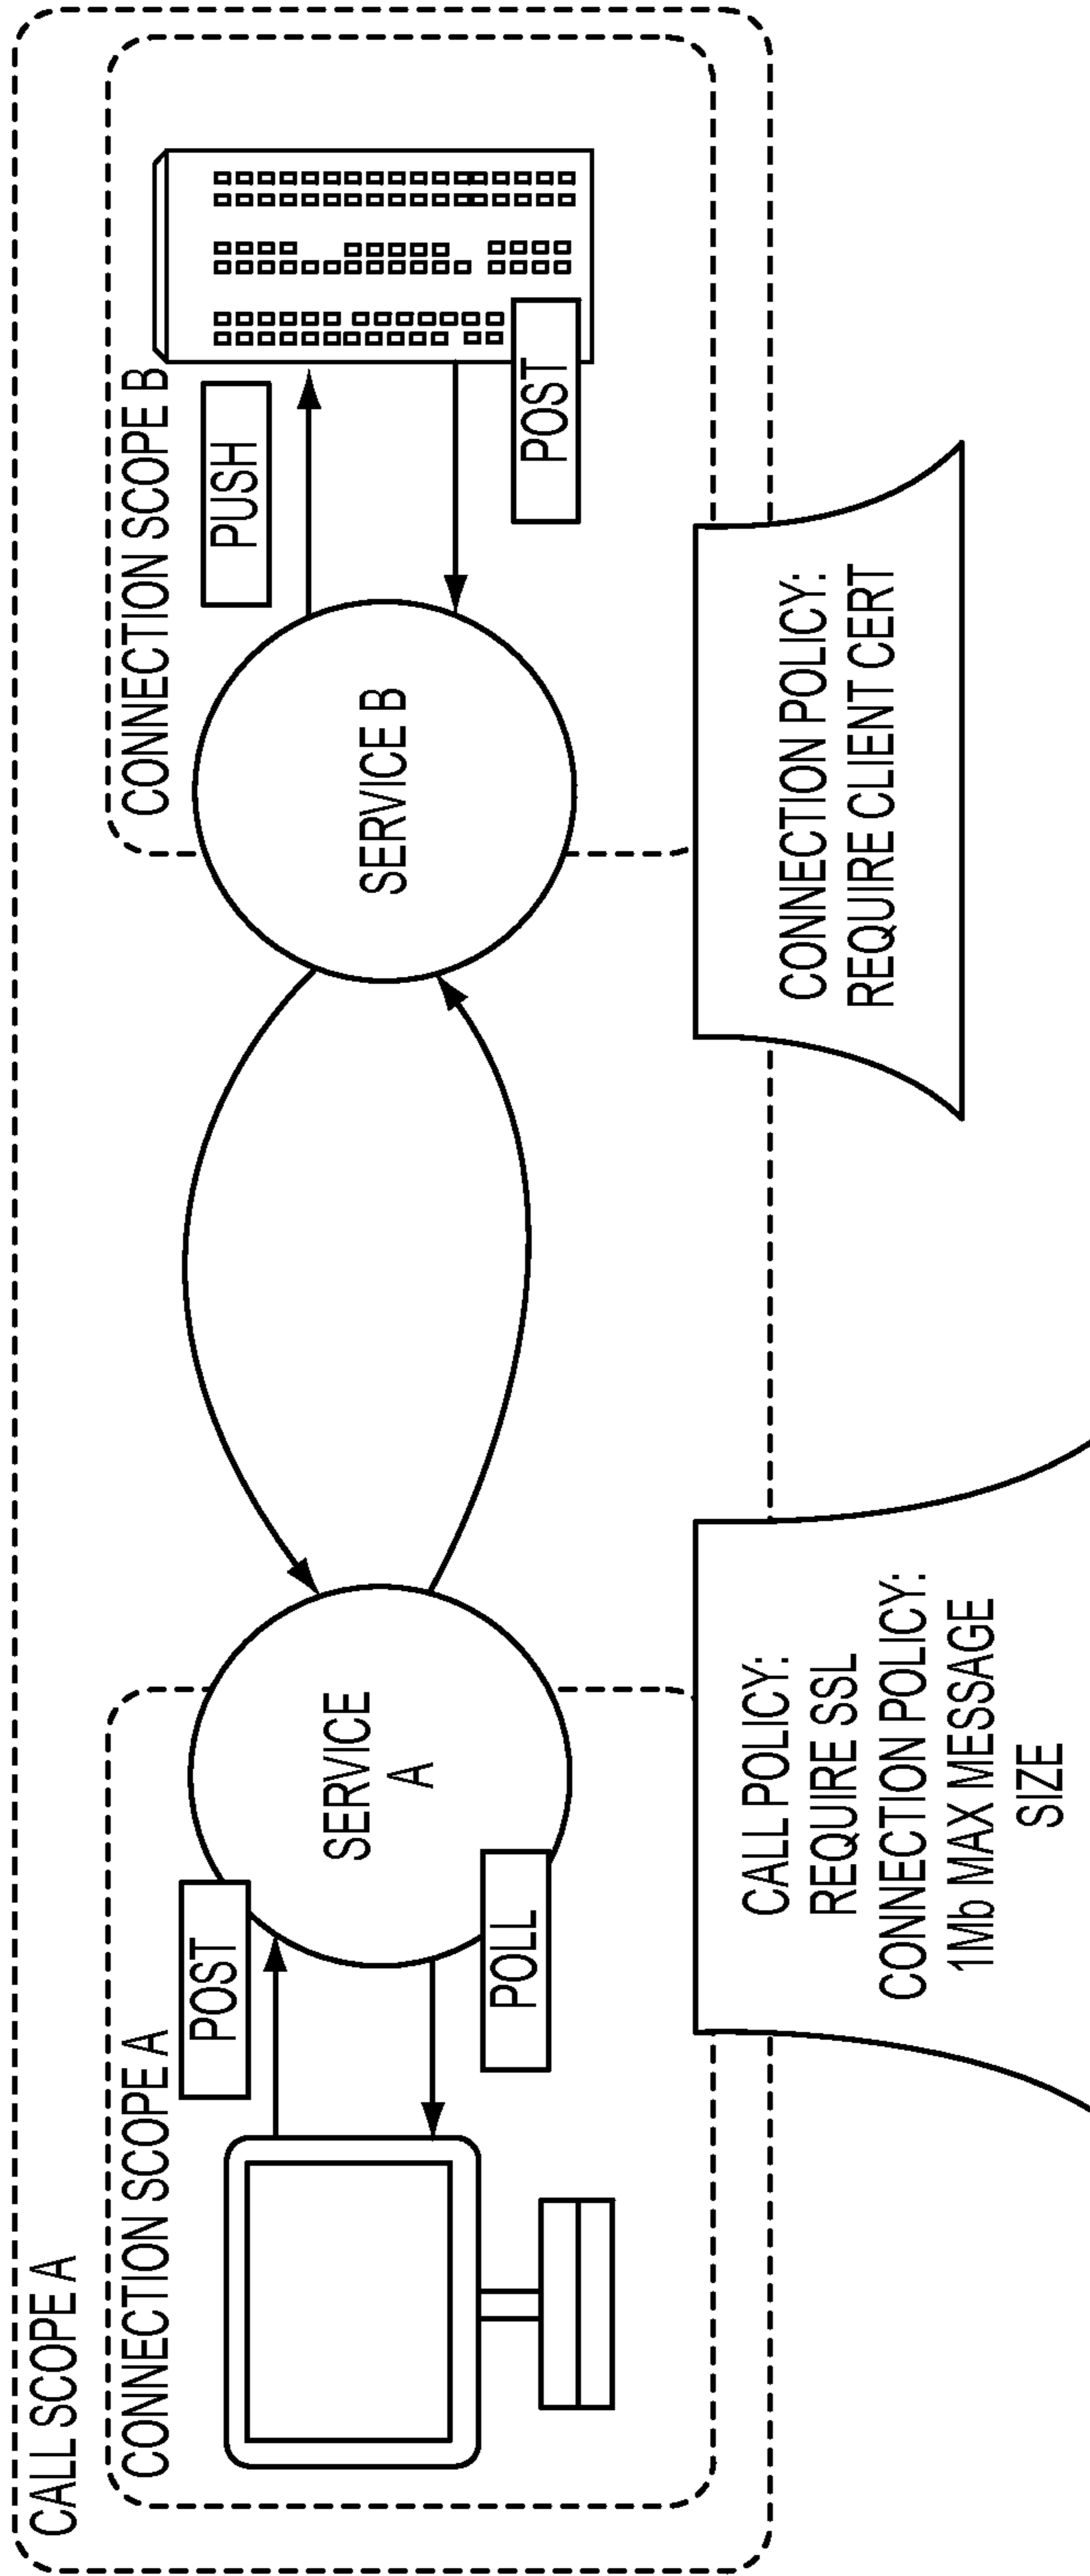 CALL SCOPE A
CONNECTION SCOPE A
POST
POLL
SERVICE
A
SERVICE B
CONNECTION SCOPE B
PUSH
POST
CALL POLICY:
REQUIRE SSL
CONNECTION POLICY:
1Mb MAX MESSAGE
SIZE
CONNECTION POLICY:
REQUIRE CLIENT CERT